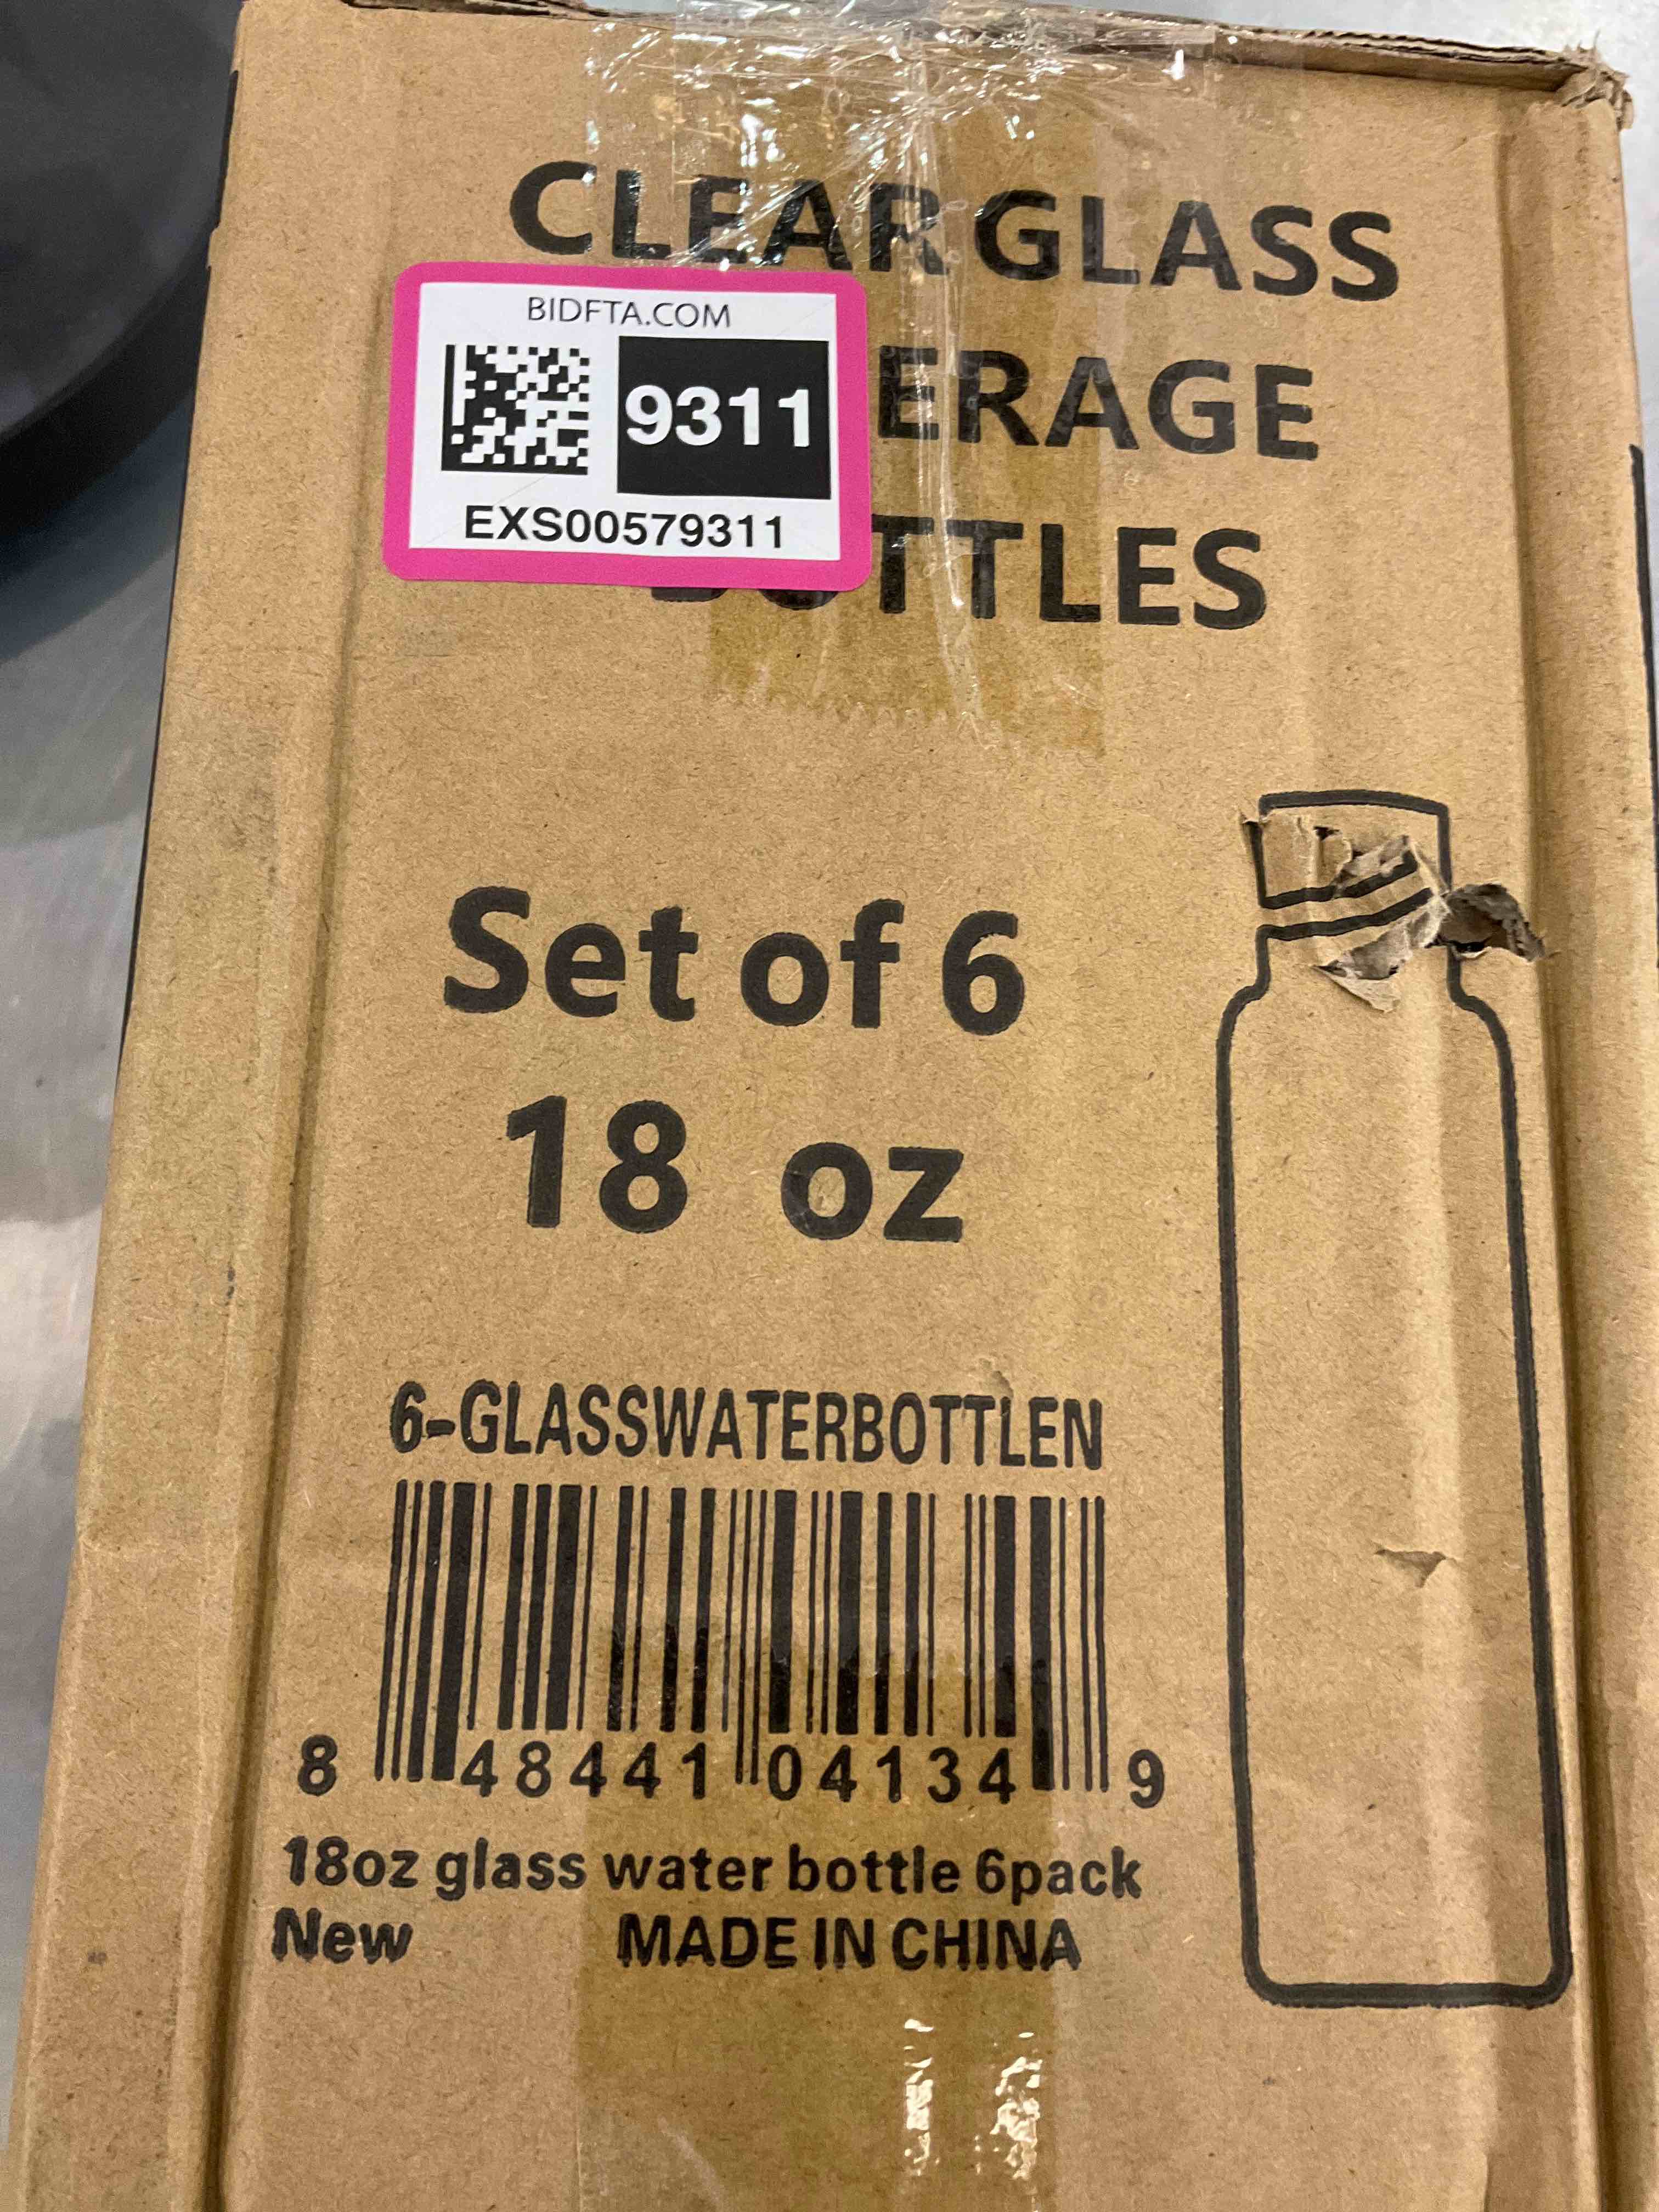 CLEAR GLASS
BIDFTA.COM
9311
EXS00579311
ERAGE
TTLES
Set of 6
18 oz
6-GLASSWATERBOTTLEN
8 48441 04134 9
18oz glass water bottle 6pack
New MADE IN CHINA